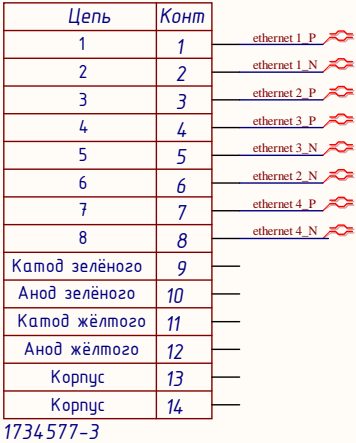 Цепь Конт
1 1 ethernet 1_P
2 2 ethernet 1_N
3 3 ethernet 2_P
4 4 ethernet 3_P
5 5 ethernet 3_N
6 6 ethernet 2_N
7 7 ethernet 4_P
8 8 ethernet 4_N
Катод зелёного 9
Анод зелёного 10
Катод жёлтого 11
Анод жёлтого 12
Корпус 13
Корпус 14
1734577-3